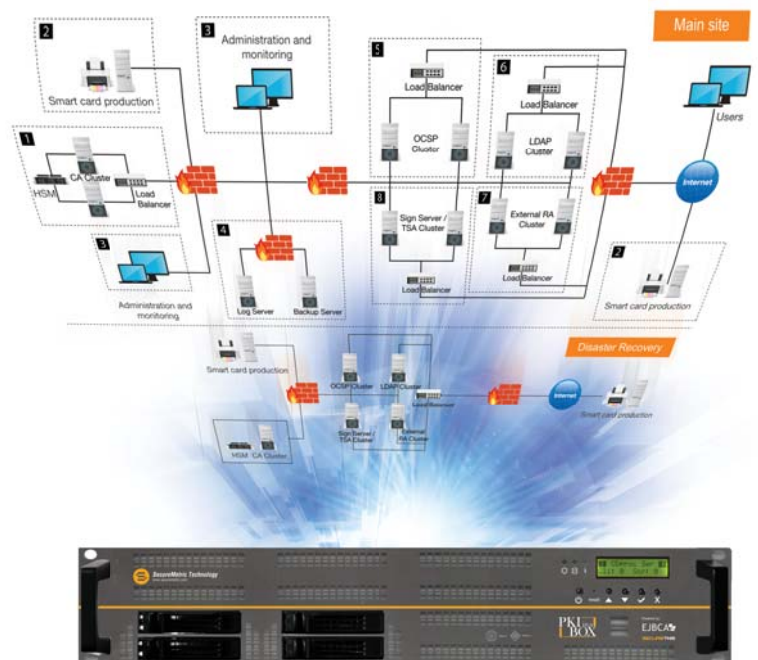 Main site
2
Smart card production
3
Administration and
monitoring
5
Load Balancer
OCSP
Cluster
6
Load Balancer
LDAP
Cluster
Users
1
HSM
CA Cluster
Load
Balancer
Internet
3
Administration and
monitoring
4
Log Server
Backup Server
8
Sign Server /
TSA Cluster
Load Balancer
7
External RA
Cluster
Load Balancer
2
Smart card production
Disaster Recovery
Smart card production
OCSP Cluster
LDAP Cluster
Load Balancer
Internet
Smart card production
Sign Server /
TSA Cluster
External
RA Cluster
HSM
CA Cluster
SecureMetric Technology
PKI
BOX
EJBCA